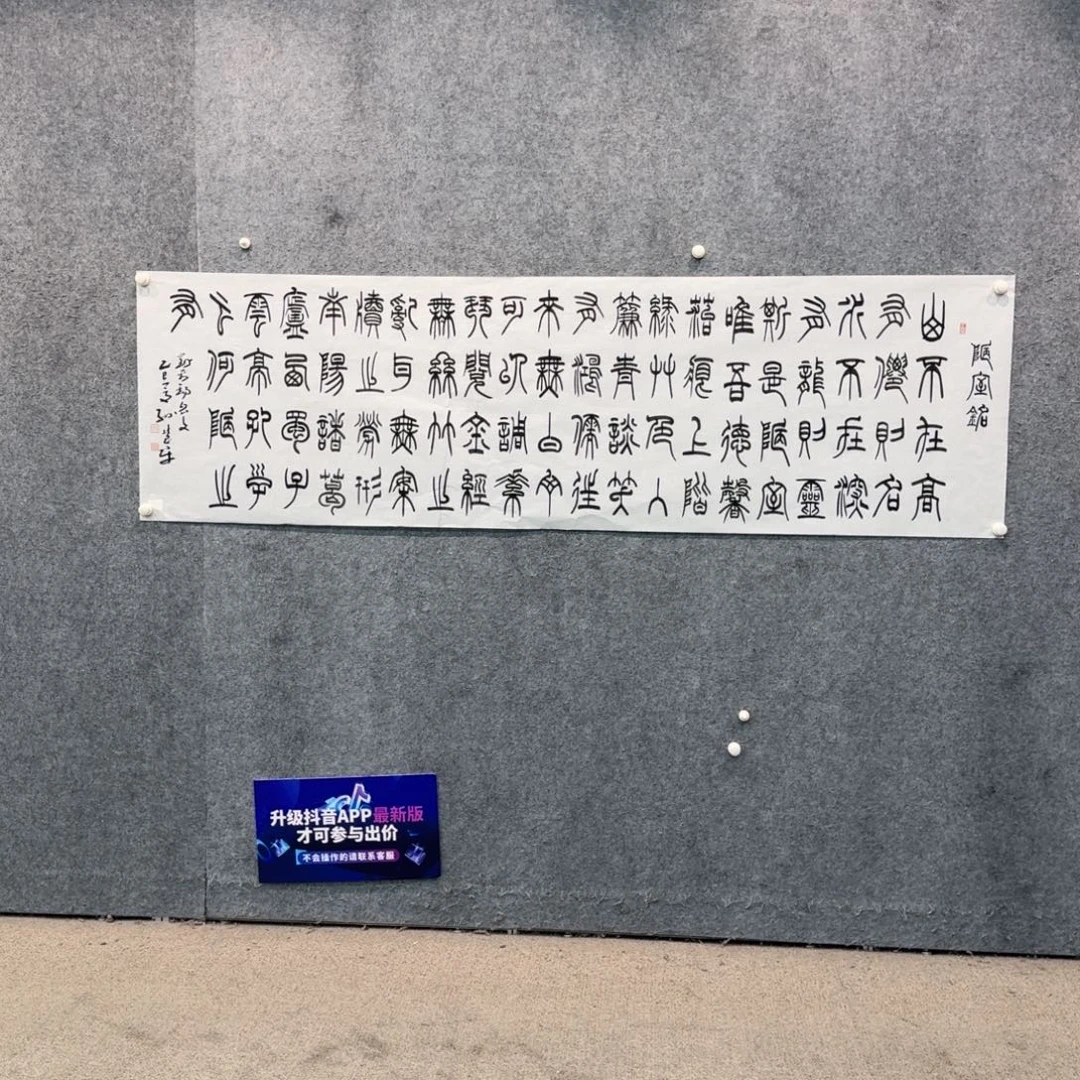 陋室銘
山不在高
有僊則名
水不在深
有龍則靈
斯是陋室
唯吾德馨
苔痕上階
綠艸色入
簾青談笑
有鴻儒往
來無白丁
可以調素
琴閱金經
無絲竹之
亂耳無案
牘之勞形
南陽諸葛
廬西蜀子
雲亭孔子
云何陋之
有
升级抖音APP最新版
才可参与出价
不会操作的请联系客服